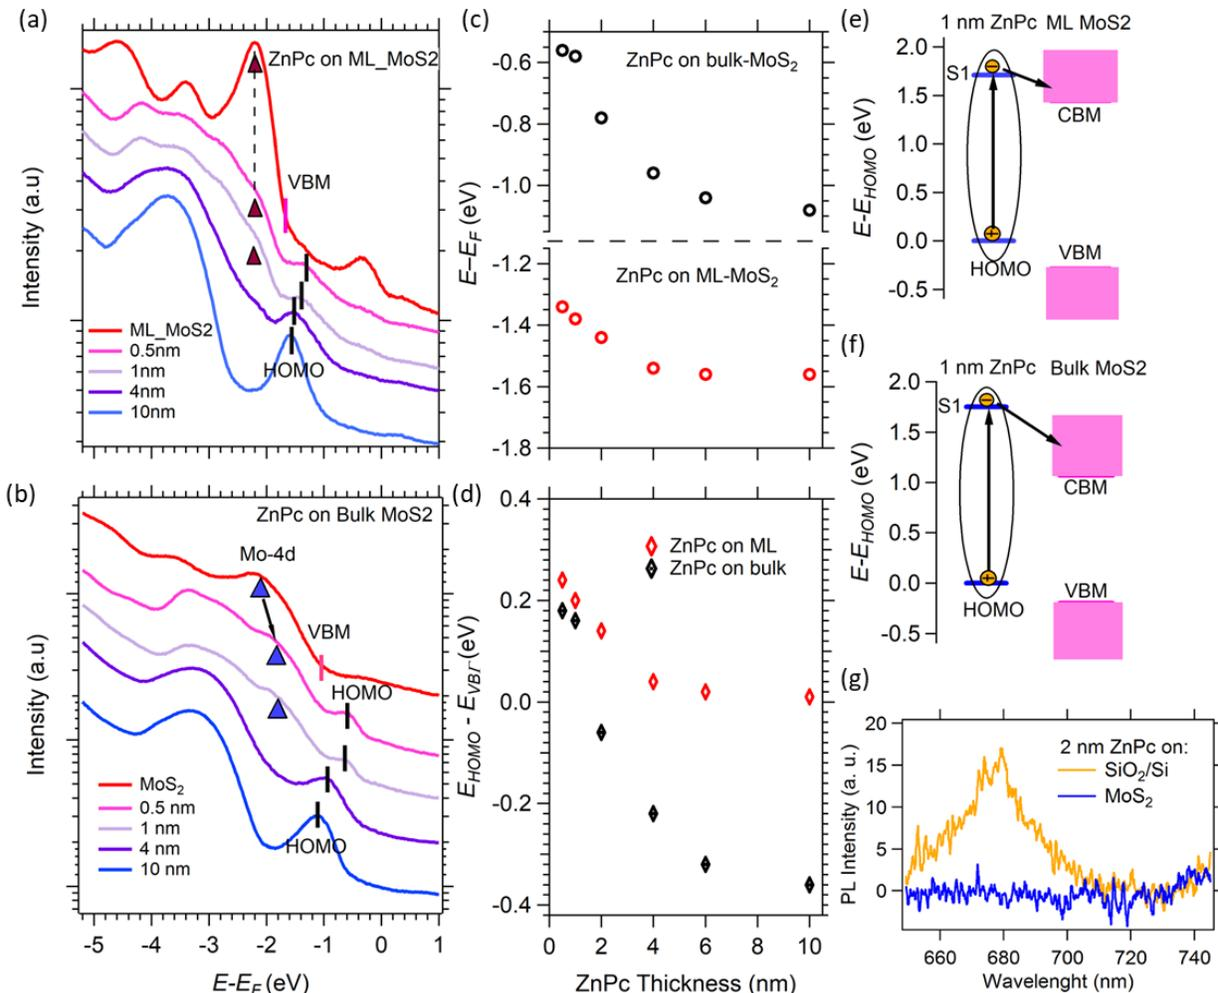 (a)
ZnPc on ML_MoS2
VBM
HOMO
ML_MoS2
0.5nm
1nm
4nm
10nm
Intensity (a.u)
(b)
ZnPc on Bulk MoS2
Mo-4d
VBM
HOMO
HOMO
MoS2
0.5 nm
1 nm
4 nm
10 nm
Intensity (a.u)
-5 -4 -3 -2 -1 0 1
E-EF (eV)
(c)
ZnPc on bulk-MoS2
-0.6
-0.8
-1.0
-1.2
ZnPc on ML-MoS2
-1.4
-1.6
-1.8
E-EF (eV)
(d)
0.4
ZnPc on ML
ZnPc on bulk
0.2
0.0
-0.2
-0.4
0 2 4 6 8 10
ZnPc Thickness (nm)
(e)
1 nm ZnPc ML MoS2
2.0
S1
1.5
CBM
1.0
0.5
0.0
VBM
HOMO
-0.5
E-EHOMO (eV)
(f)
1 nm ZnPc Bulk MoS2
2.0
S1
1.5
1.0
CBM
0.5
0.0
VBM
HOMO
-0.5
E-EHOMO (eV)
(g)
20
15
10
5
0
2 nm ZnPc on:
SiO2/Si
MoS2
PL Intensity (a. u.)
660 680 700 720 740
Wavelenght (nm)